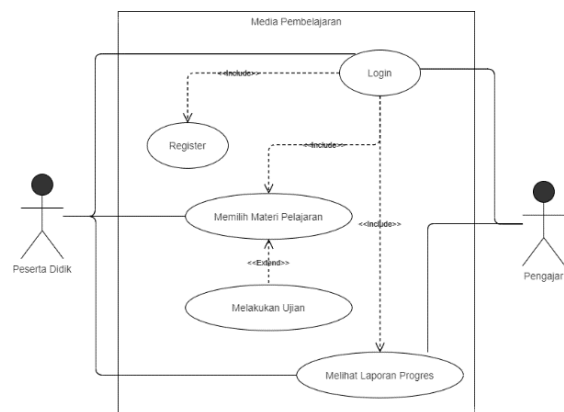 Media Pembelajaran
Login
<<Include>>
Register
<<Include>>
Memilih Materi Pelajaran
<<Include>>
<<Extend>>
Peserta Didik
Pengajar
Melakukan Ujian
Melihat Laporan Progres